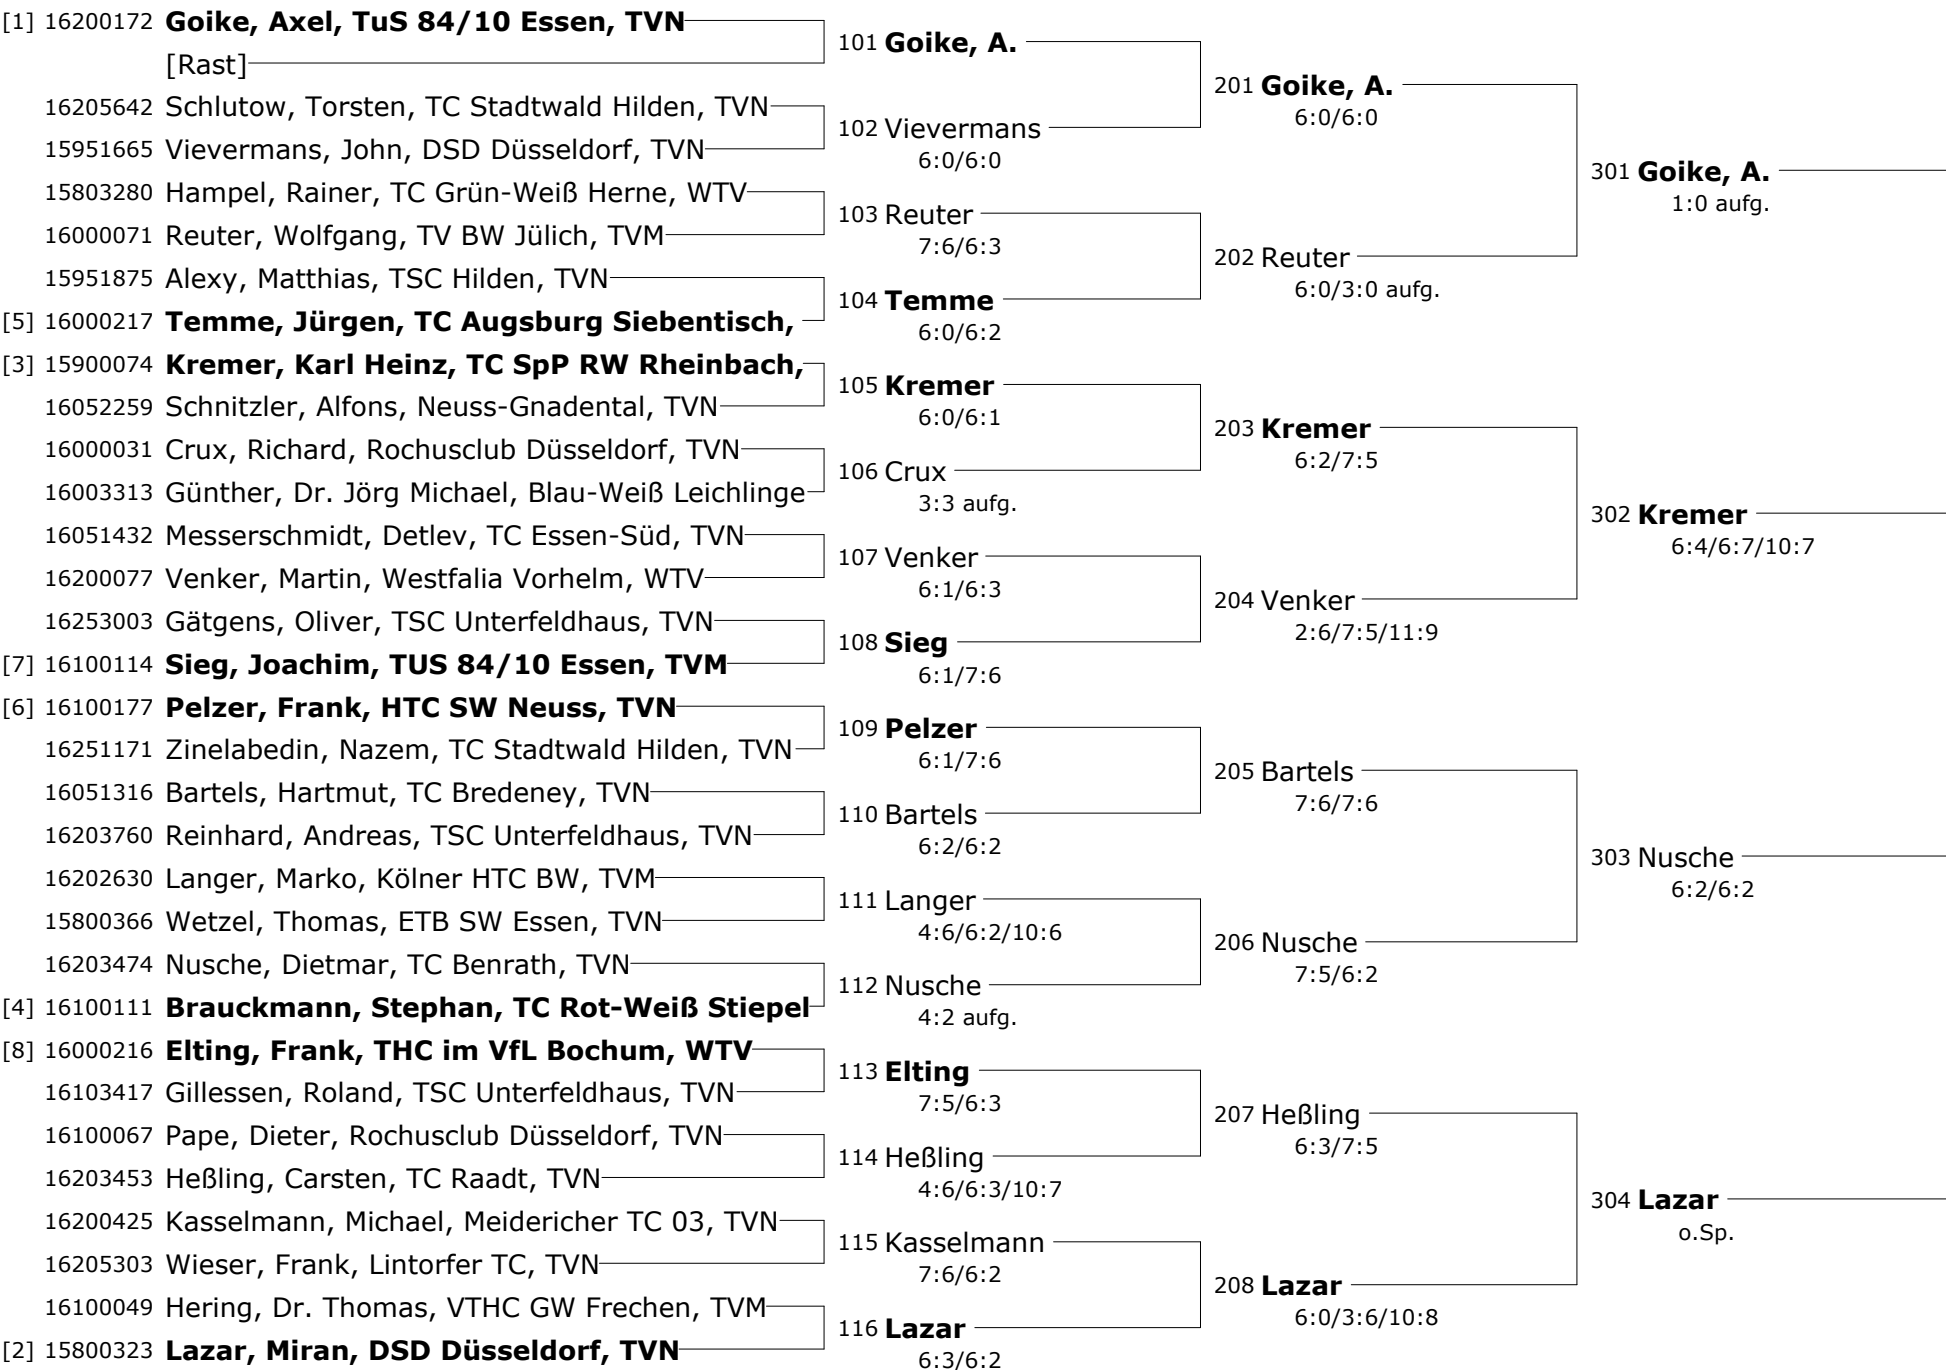 [1] 16200172 Goike, Axel, TuS 84/10 Essen, TVN
[Rast]
16205642 Schlutow, Torsten, TC Stadtwald Hilden, TVN
15951665 Vievermans, John, DSD Düsseldorf, TVN
15803280 Hampel, Rainer, TC Grün-Weiß Herne, WTV
16000071 Reuter, Wolfgang, TV BW Jülich, TVM
15951875 Alexy, Matthias, TSC Hilden, TVN
[5] 16000217 Temme, Jürgen, TC Augsburg Siebentisch,
[3] 15900074 Kremer, Karl Heinz, TC SpP RW Rheinbach,
16052259 Schnitzler, Alfons, Neuss-Gnadental, TVN
16000031 Crux, Richard, Rochusclub Düsseldorf, TVN
16003313 Günther, Dr. Jörg Michael, Blau-Weiß Leichlinge
16051432 Messerschmidt, Detlev, TC Essen-Süd, TVN
16200077 Venker, Martin, Westfalia Vorhelm, WTV
16253003 Gätgens, Oliver, TSC Unterfeldhaus, TVN
[7] 16100114 Sieg, Joachim, TUS 84/10 Essen, TVM
[6] 16100177 Pelzer, Frank, HTC SW Neuss, TVN
16251171 Zinelabedin, Nazem, TC Stadtwald Hilden, TVN
16051316 Bartels, Hartmut, TC Bredeney, TVN
16203760 Reinhard, Andreas, TSC Unterfeldhaus, TVN
16202630 Langer, Marko, Kölner HTC BW, TVM
15800366 Wetzel, Thomas, ETB SW Essen, TVN
16203474 Nusche, Dietmar, TC Benrath, TVN
[4] 16100111 Brauckmann, Stephan, TC Rot-Weiß Stiepel
[8] 16000216 Elting, Frank, THC im VfL Bochum, WTV
16103417 Gillessen, Roland, TSC Unterfeldhaus, TVN
16100067 Pape, Dieter, Rochusclub Düsseldorf, TVN
16203453 Heßling, Carsten, TC Raadt, TVN
16200425 Kasselmann, Michael, Meidericher TC 03, TVN
16205303 Wieser, Frank, Lintorfer TC, TVN
16100049 Hering, Dr. Thomas, VTHC GW Frechen, TVM
[2] 15800323 Lazar, Miran, DSD Düsseldorf, TVN
101 Goike, A.
102 Vievermans
6:0/6:0
103 Reuter
7:6/6:3
104 Temme
6:0/6:2
105 Kremer
6:0/6:1
106 Crux
3:3 aufg.
107 Venker
6:1/6:3
108 Sieg
6:1/7:6
109 Pelzer
6:1/7:6
110 Bartels
6:2/6:2
111 Langer
4:6/6:2/10:6
112 Nusche
4:2 aufg.
113 Elting
7:5/6:3
114 Heßling
4:6/6:3/10:7
115 Kasselmann
7:6/6:2
116 Lazar
6:3/6:2
201 Goike, A.
6:0/6:0
202 Reuter
6:0/3:0 aufg.
203 Kremer
6:2/7:5
204 Venker
2:6/7:5/11:9
205 Bartels
7:6/7:6
206 Nusche
7:5/6:2
207 Heßling
6:3/7:5
208 Lazar
6:0/3:6/10:8
301 Goike, A.
1:0 aufg.
302 Kremer
6:4/6:7/10:7
303 Nusche
6:2/6:2
304 Lazar
o.Sp.